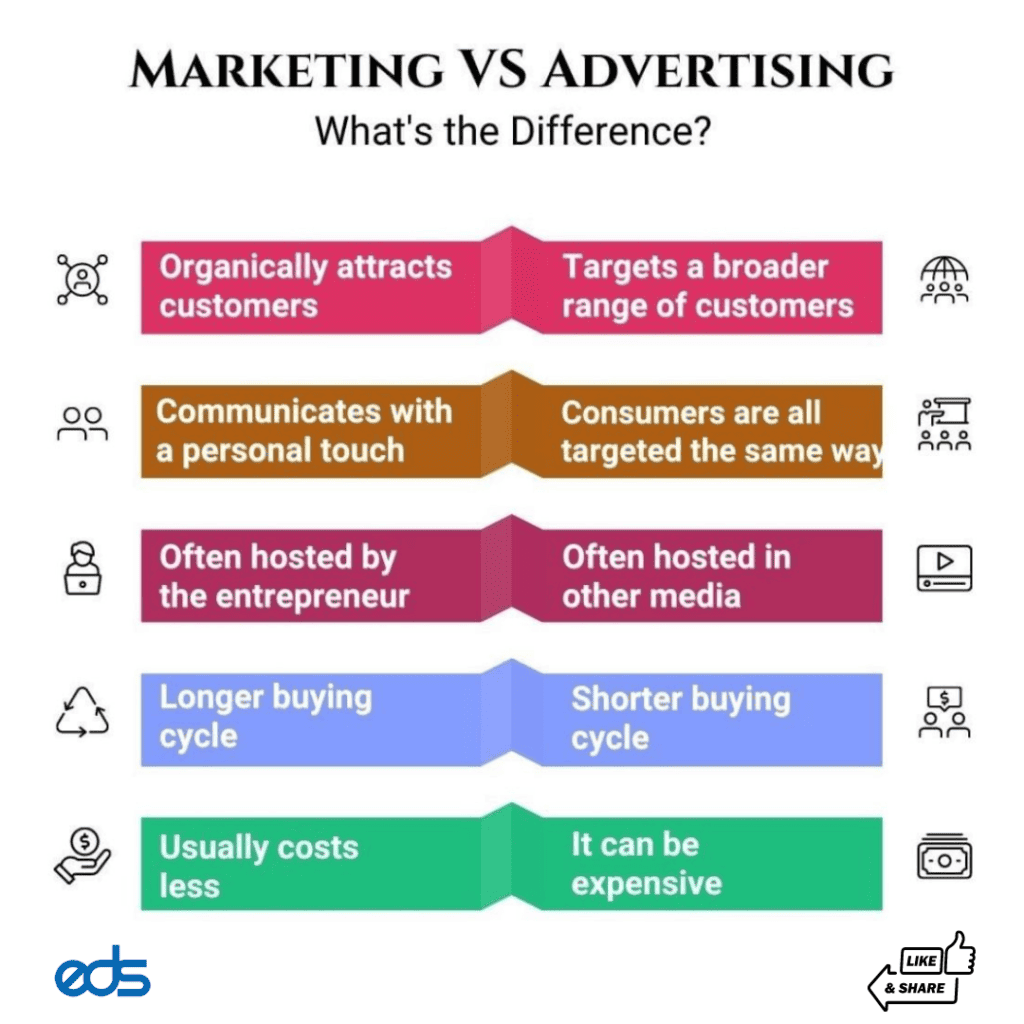 MARKETING VS ADVERTISING
What's the Difference?
Organically attracts
customers
Targets a broader
range of customers
Communicates with
a personal touch
Consumers are all
targeted the same way
Often hosted by
the entrepreneur
Often hosted in
other media
Longer buying
cycle
Shorter buying
cycle
$
Usually costs
less
$
It can be
expensive
eds
LIKE
& SHARE